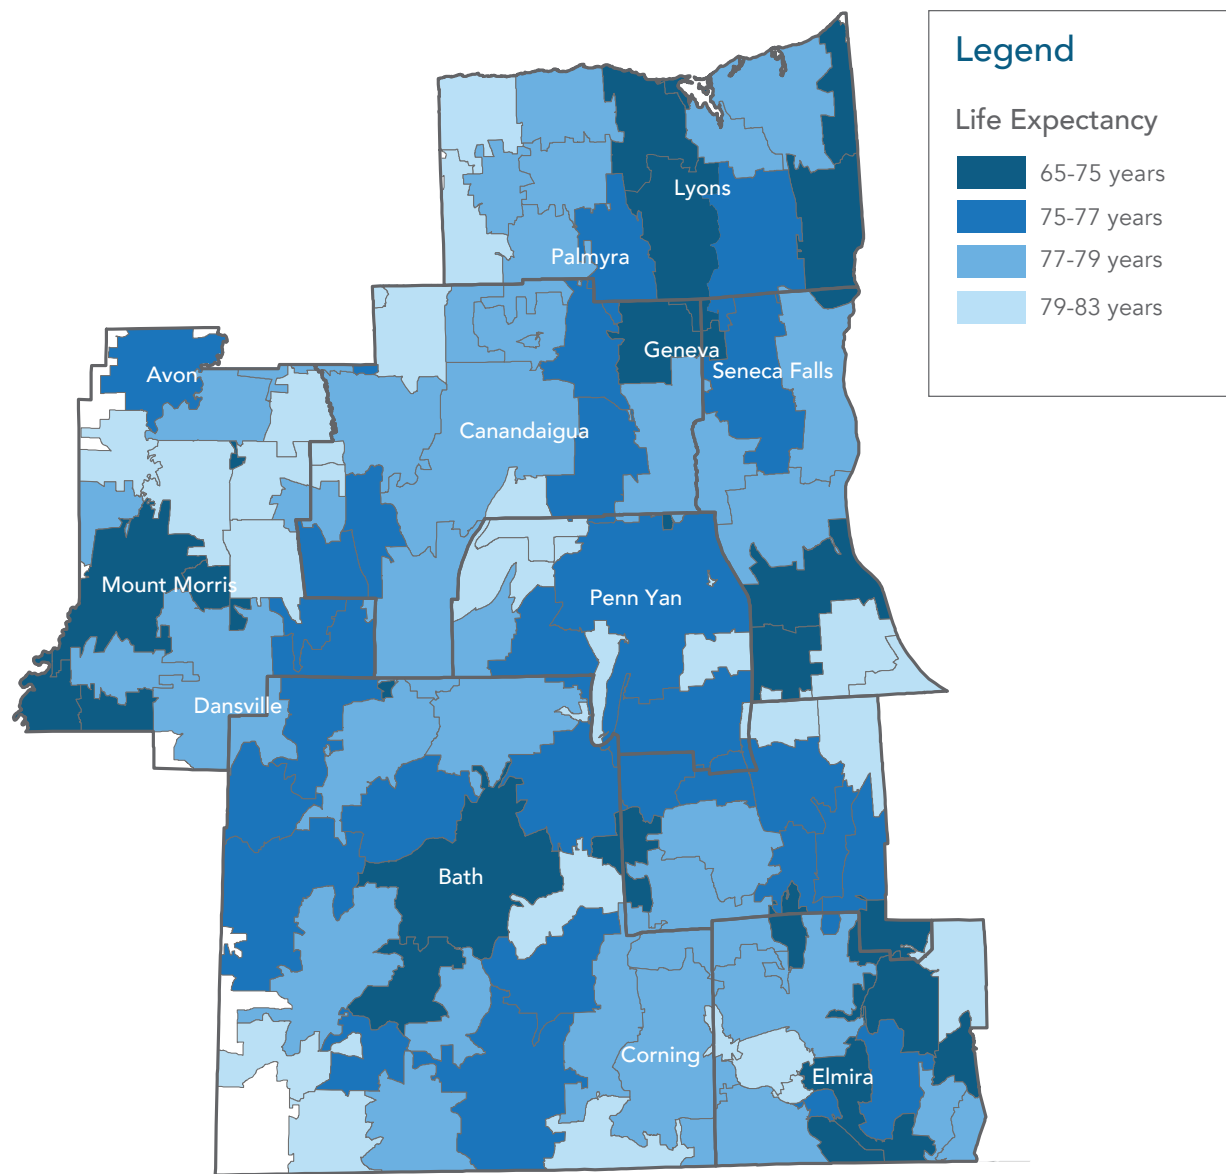 Legend
Life Expectancy
65-75 years
75-77 years
77-79 years
79-83 years
Lyons
Palmyra
Geneva
Seneca Falls
Avon
Canandaigua
Mount Morris
Penn Yan
Dansville
Bath
Corning
Elmira